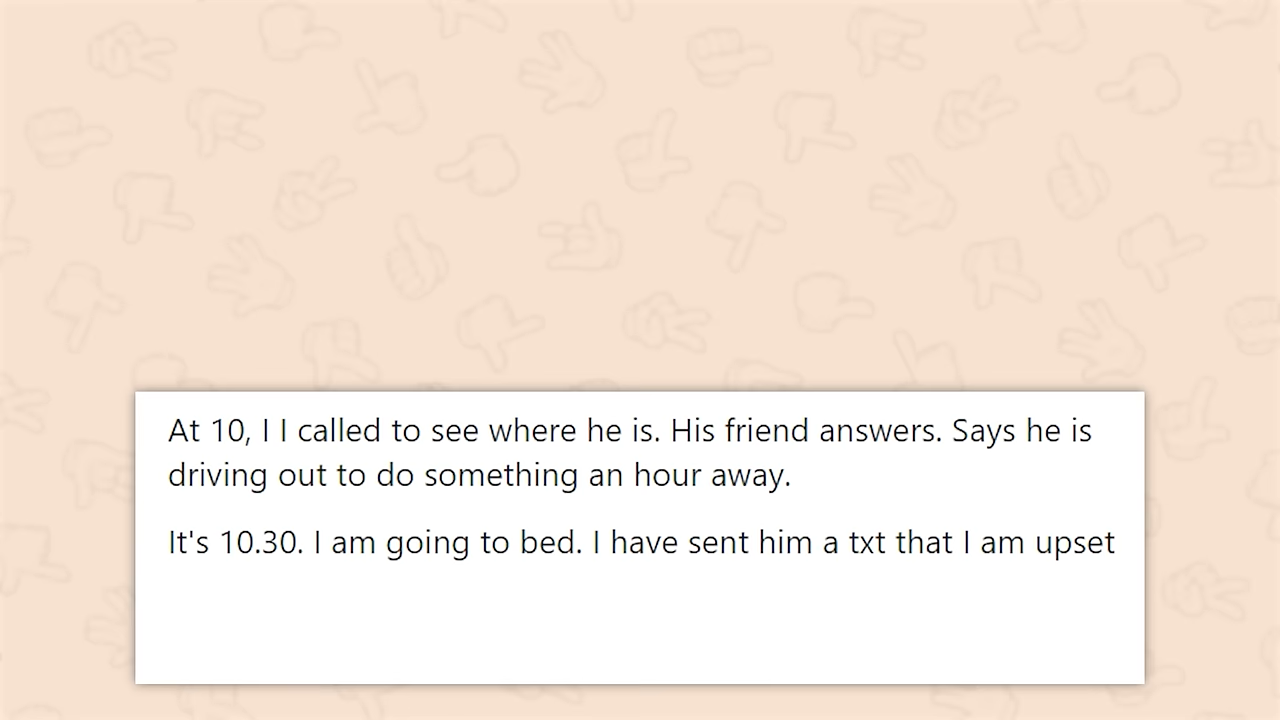 At 10, I I called to see where he is. His friend answers. Says he is
driving out to do something an hour away.
It's 10.30. I am going to bed. I have sent him a txt that I am upset